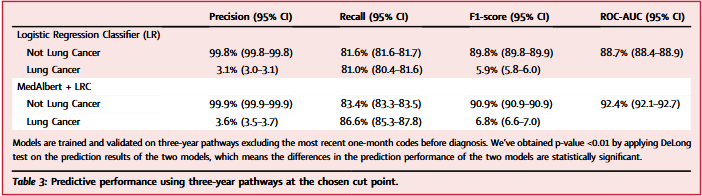 Precision (95% CI) Recall (95% CI) F1-score (95% CI) ROC-AUC (95% CI)
Logistic Regression Classifier (LR)
Not Lung Cancer 99.8% (99.8–99.8) 81.6% (81.6–81.7) 89.8% (89.8–89.9) 88.7% (88.4–88.9)
Lung Cancer 3.1% (3.0–3.1) 81.0% (80.4–81.6) 5.9% (5.8–6.0)
MedAlbert + LRC
Not Lung Cancer 99.9% (99.9–99.9) 83.4% (83.3–83.5) 90.9% (90.9–90.9) 92.4% (92.1–92.7)
Lung Cancer 3.6% (3.5–3.7) 86.6% (85.3–87.8) 6.8% (6.6–7.0)
Models are trained and validated on three-year pathways excluding the most recent one-month codes before diagnosis. We've obtained p-value <0.01 by applying DeLong
test on the prediction results of the two models, which means the differences in the prediction performance of the two models are statistically significant.
Table 3: Predictive performance using three-year pathways at the chosen cut point.